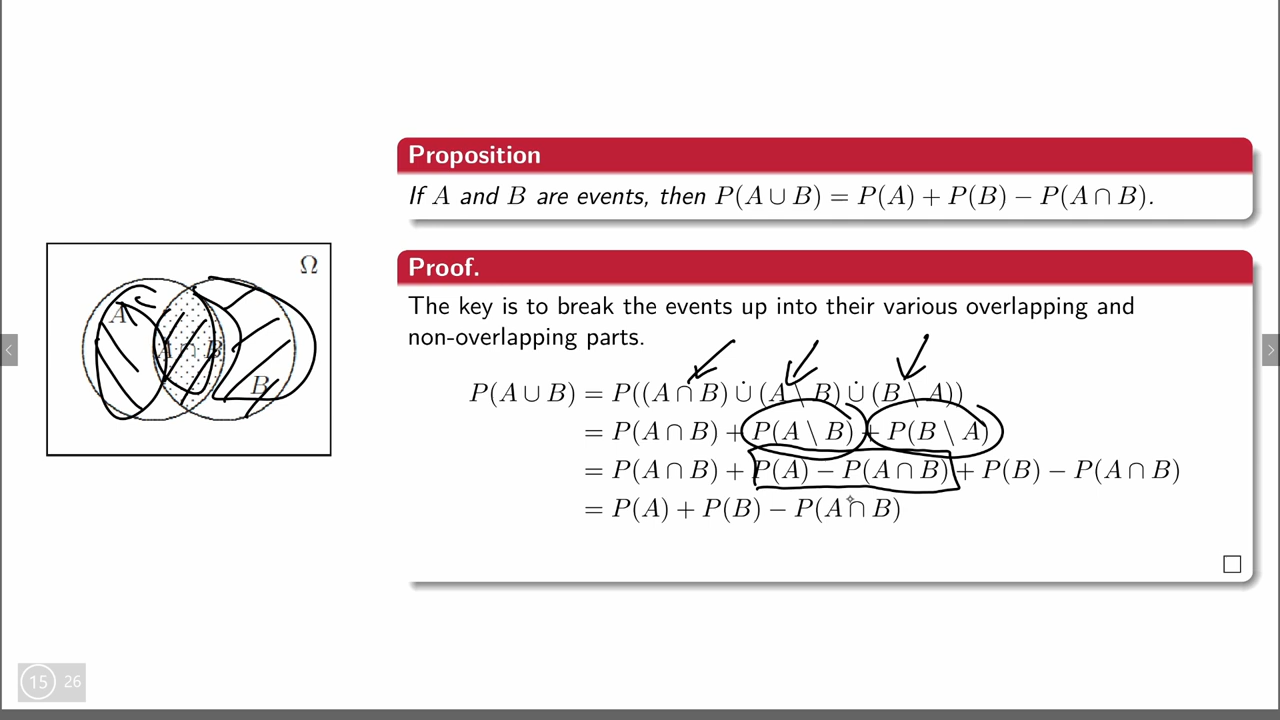 Proposition
If A and B are events, then P(A ∪ B) = P(A) + P(B) − P(A ∩ B).
Proof.
The key is to break the events up into their various overlapping and
non-overlapping parts.
P(A ∪ B) = P((A ∩ B) ∪̇ (A \ B) ∪̇ (B \ A))
= P(A ∩ B) + P(A \ B) + P(B \ A)
= P(A ∩ B) + P(A) − P(A ∩ B) + P(B) − P(A ∩ B)
= P(A) + P(B) − P(A ∩ B)
□
Ω
A
A ∩ B
B
15 26